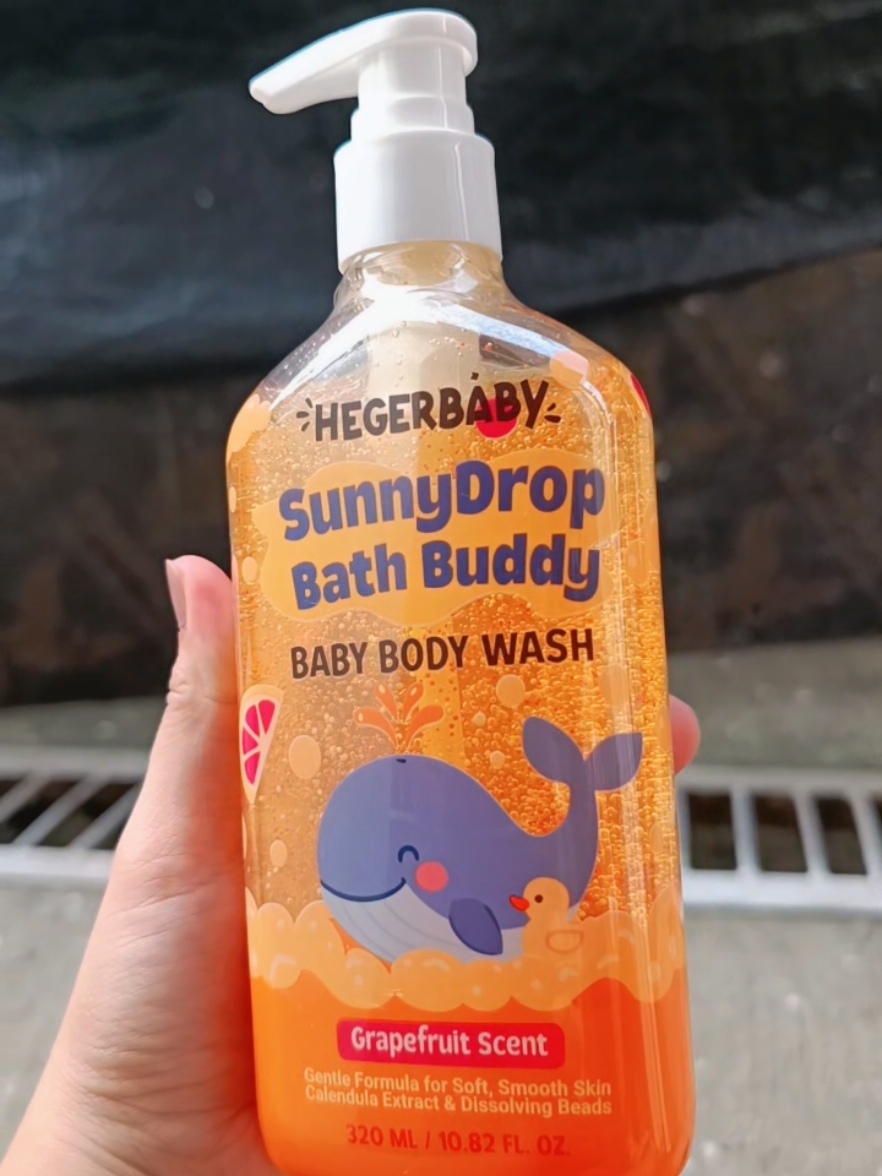 HEGERBABY
SunnyDrop
Bath Buddy
BABY BODY WASH
Grapefruit Scent
Gentle Formula for Soft, Smooth Skin
Calendula Extract & Dissolving Beads
320 ML / 10.82 FL. OZ.